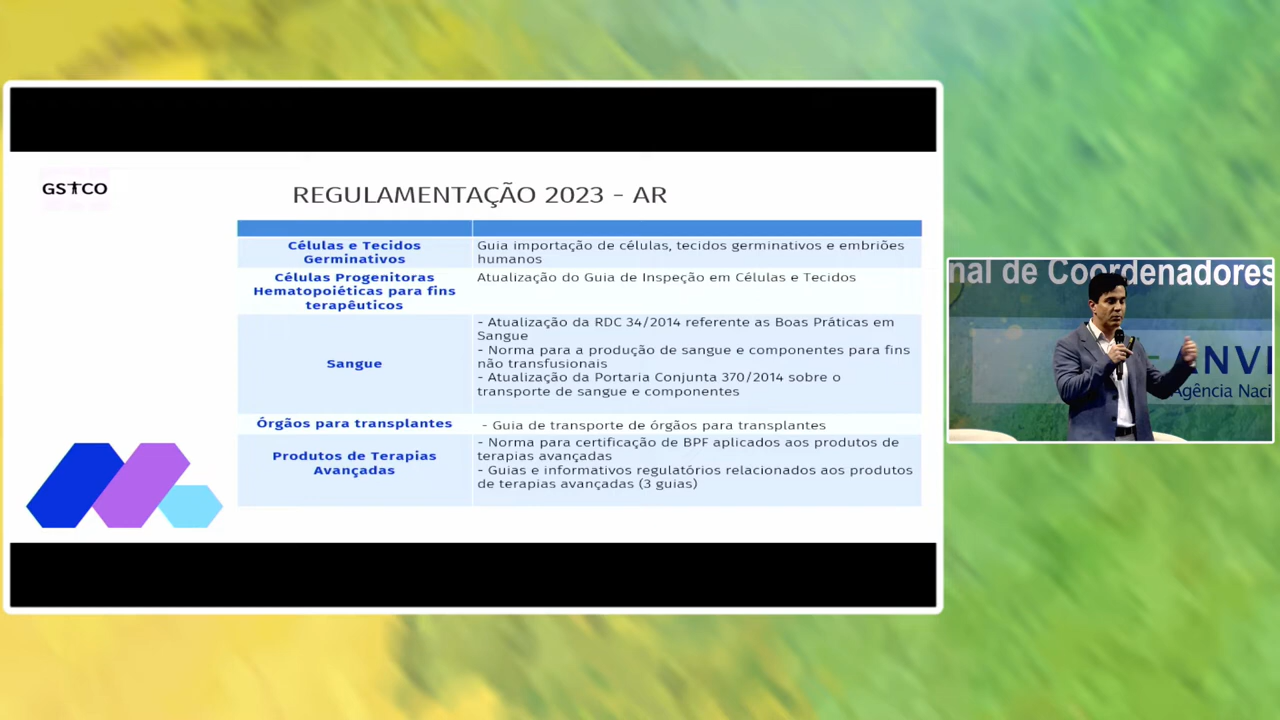 GSTCO
REGULAMENTAÇÃO 2023 - AR
Células e Tecidos
Germinativos
Guia importação de células, tecidos germinativos e embriões
humanos
Células Progenitoras
Hematopoiéticas para fins
terapêuticos
Atualização do Guia de Inspeção em Células e Tecidos
Sangue
- Atualização da RDC 34/2014 referente as Boas Práticas em
Sangue
- Norma para a produção de sangue e componentes para fins
não transfusionais
- Atualização da Portaria Conjunta 370/2014 sobre o
transporte de sangue e componentes
Órgãos para transplantes
- Guia de transporte de órgãos para transplantes
Produtos de Terapias
Avançadas
- Norma para certificação de BPF aplicados aos produtos de
terapias avançadas
- Guias e informativos regulatórios relacionados aos produtos
de terapias avançadas (3 guias)
nal de Coordenadores
ANVI
Agência Naci